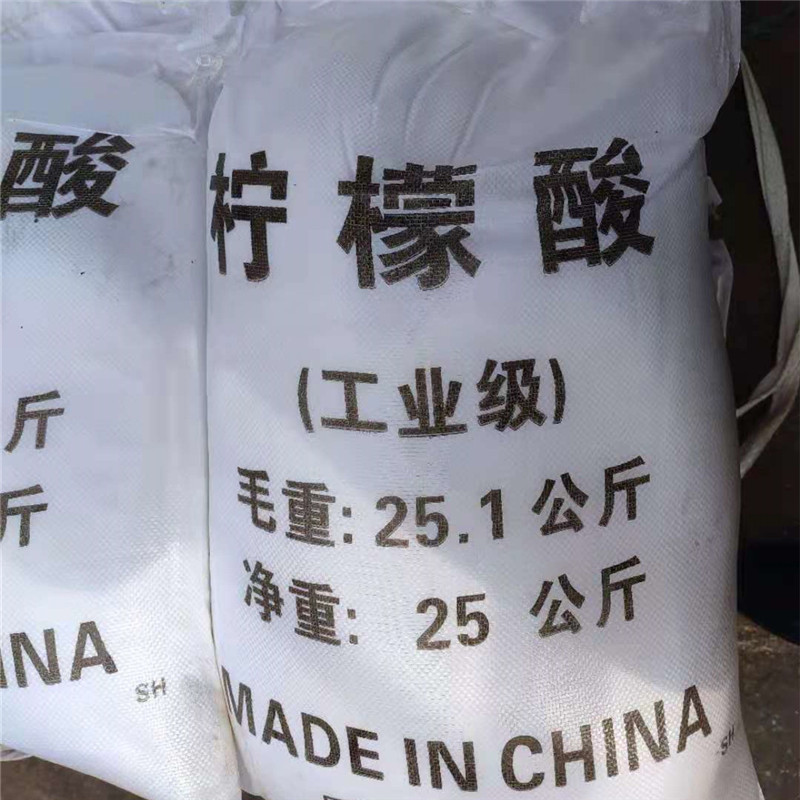 柠檬酸
(工业级)
毛重: 25.1 公斤
净重: 25 公斤
MADE IN CHINA
SH
酸
斤
斤
INA
SH